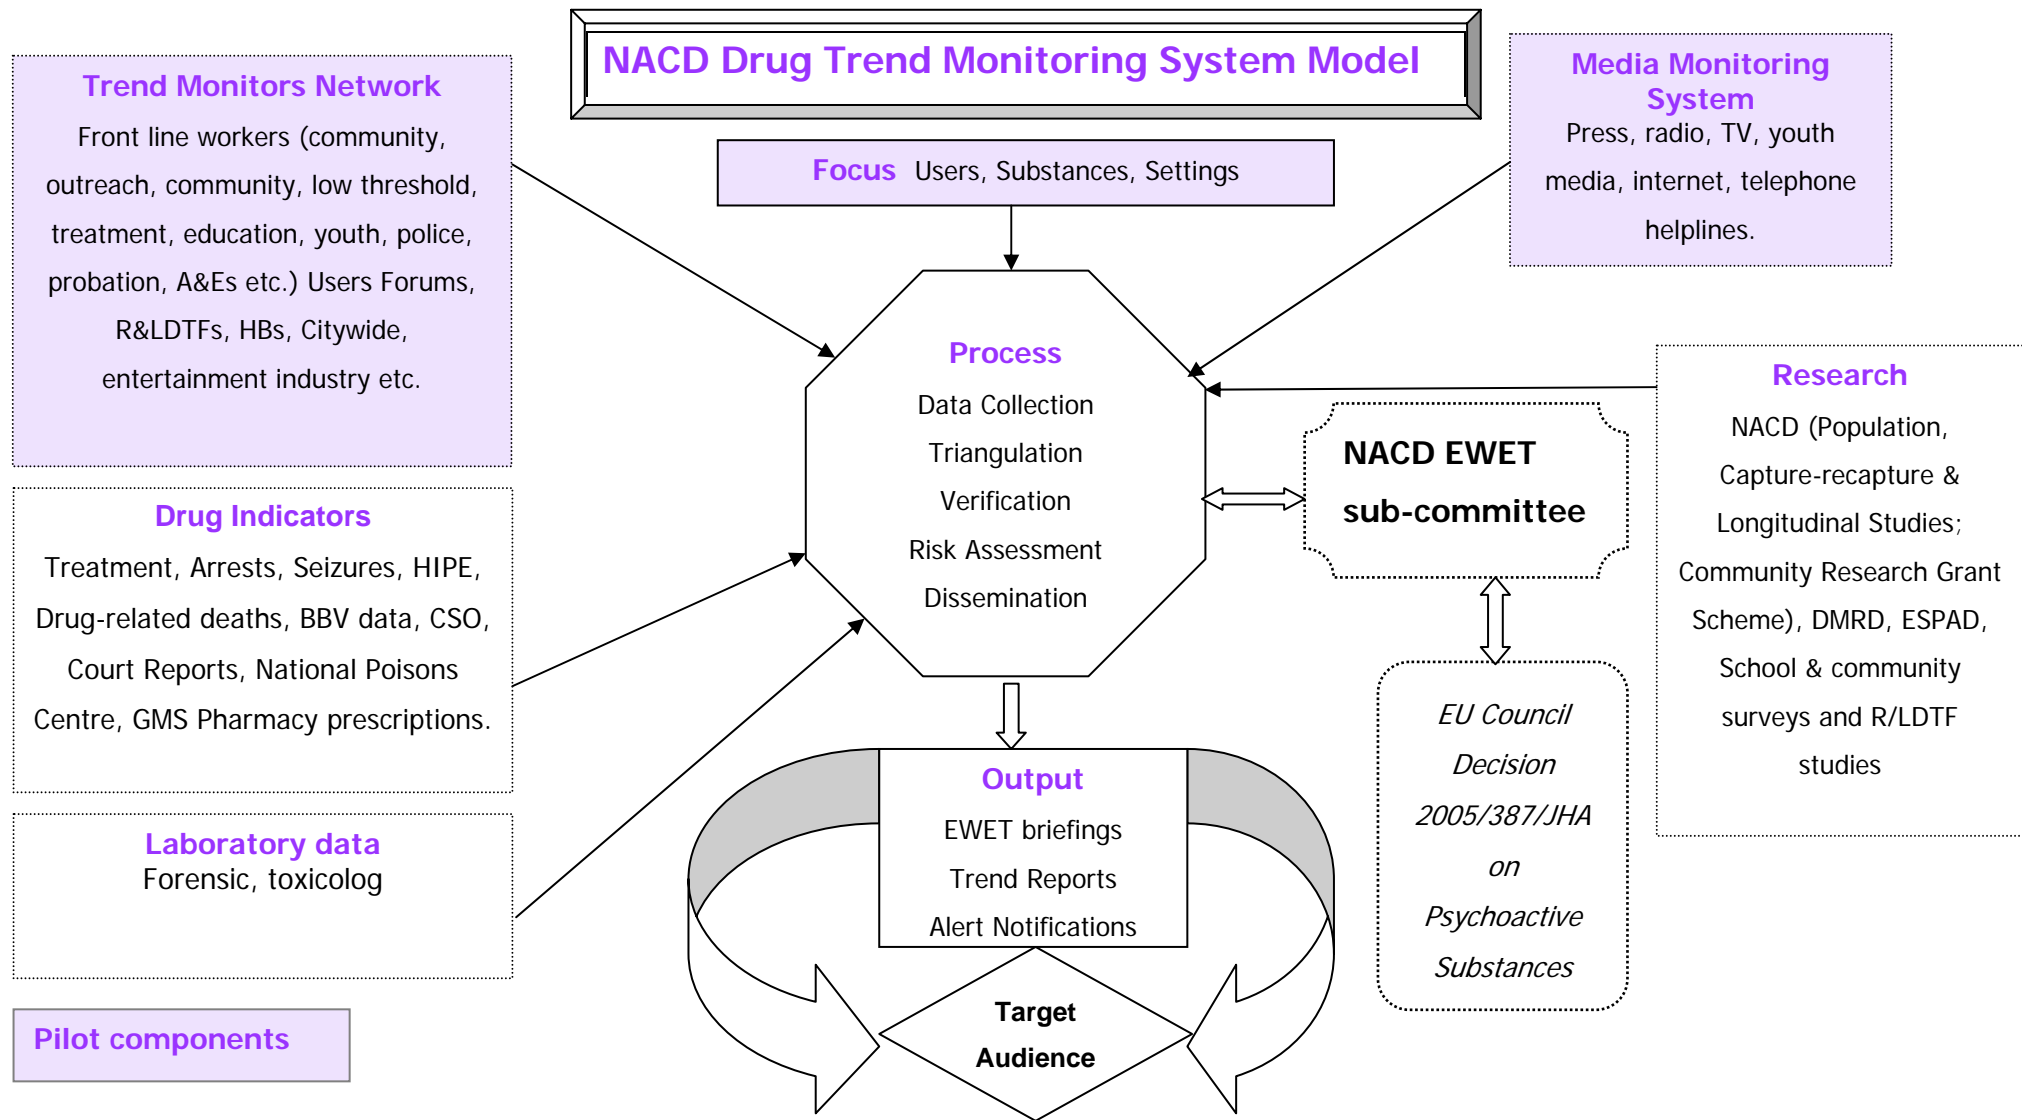 NACD Drug Trend Monitoring System Model
Trend Monitors Network
Front line workers (community,
outreach, community, low threshold,
treatment, education, youth, police,
probation, A&Es etc.) Users Forums,
R&LDTFs, HBs, Citywide,
entertainment industry etc.
Focus Users, Substances, Settings
Media Monitoring
System
Press, radio, TV, youth
media, internet, telephone
helplines.
Process
Data Collection
Triangulation
Verification
Risk Assessment
Dissemination
Research
NACD (Population,
Capture-recapture &
Longitudinal Studies;
Community Research Grant
Scheme), DMRD, ESPAD,
School & community
surveys and R/LDTF
studies
NACD EWET
sub-committee
Drug Indicators
Treatment, Arrests, Seizures, HIPE,
Drug-related deaths, BBV data, CSO,
Court Reports, National Poisons
Centre, GMS Pharmacy prescriptions.
EU Council
Decision
2005/387/JHA
on
Psychoactive
Substances
Laboratory data
Forensic, toxicolog
Output
EWET briefings
Trend Reports
Alert Notifications
Target
Audience
Pilot components